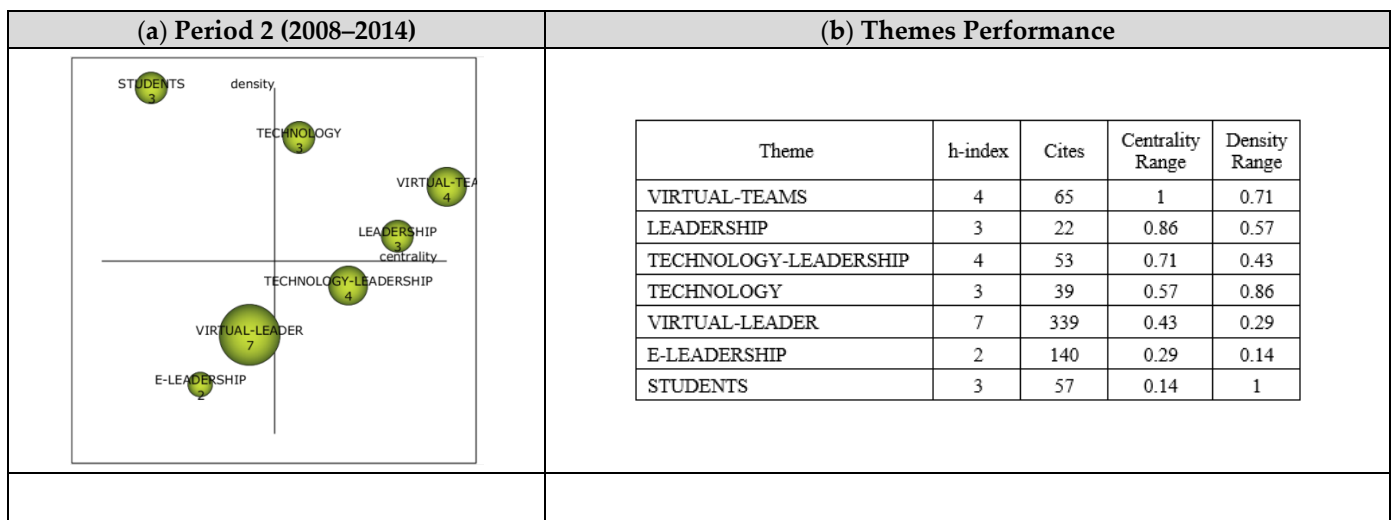 (a) Period 2 (2008–2014)
(b) Themes Performance
STUDENTS
3
density
TECHNOLOGY
3
VIRTUAL-TEA
4
LEADERSHIP
3
centrality
TECHNOLOGY-LEADERSHIP
4
VIRTUAL-LEADER
7
E-LEADERSHIP
2
Theme h-index Cites Centrality Range Density Range
VIRTUAL-TEAMS 4 65 1 0.71
LEADERSHIP 3 22 0.86 0.57
TECHNOLOGY-LEADERSHIP 4 53 0.71 0.43
TECHNOLOGY 3 39 0.57 0.86
VIRTUAL-LEADER 7 339 0.43 0.29
E-LEADERSHIP 2 140 0.29 0.14
STUDENTS 3 57 0.14 1